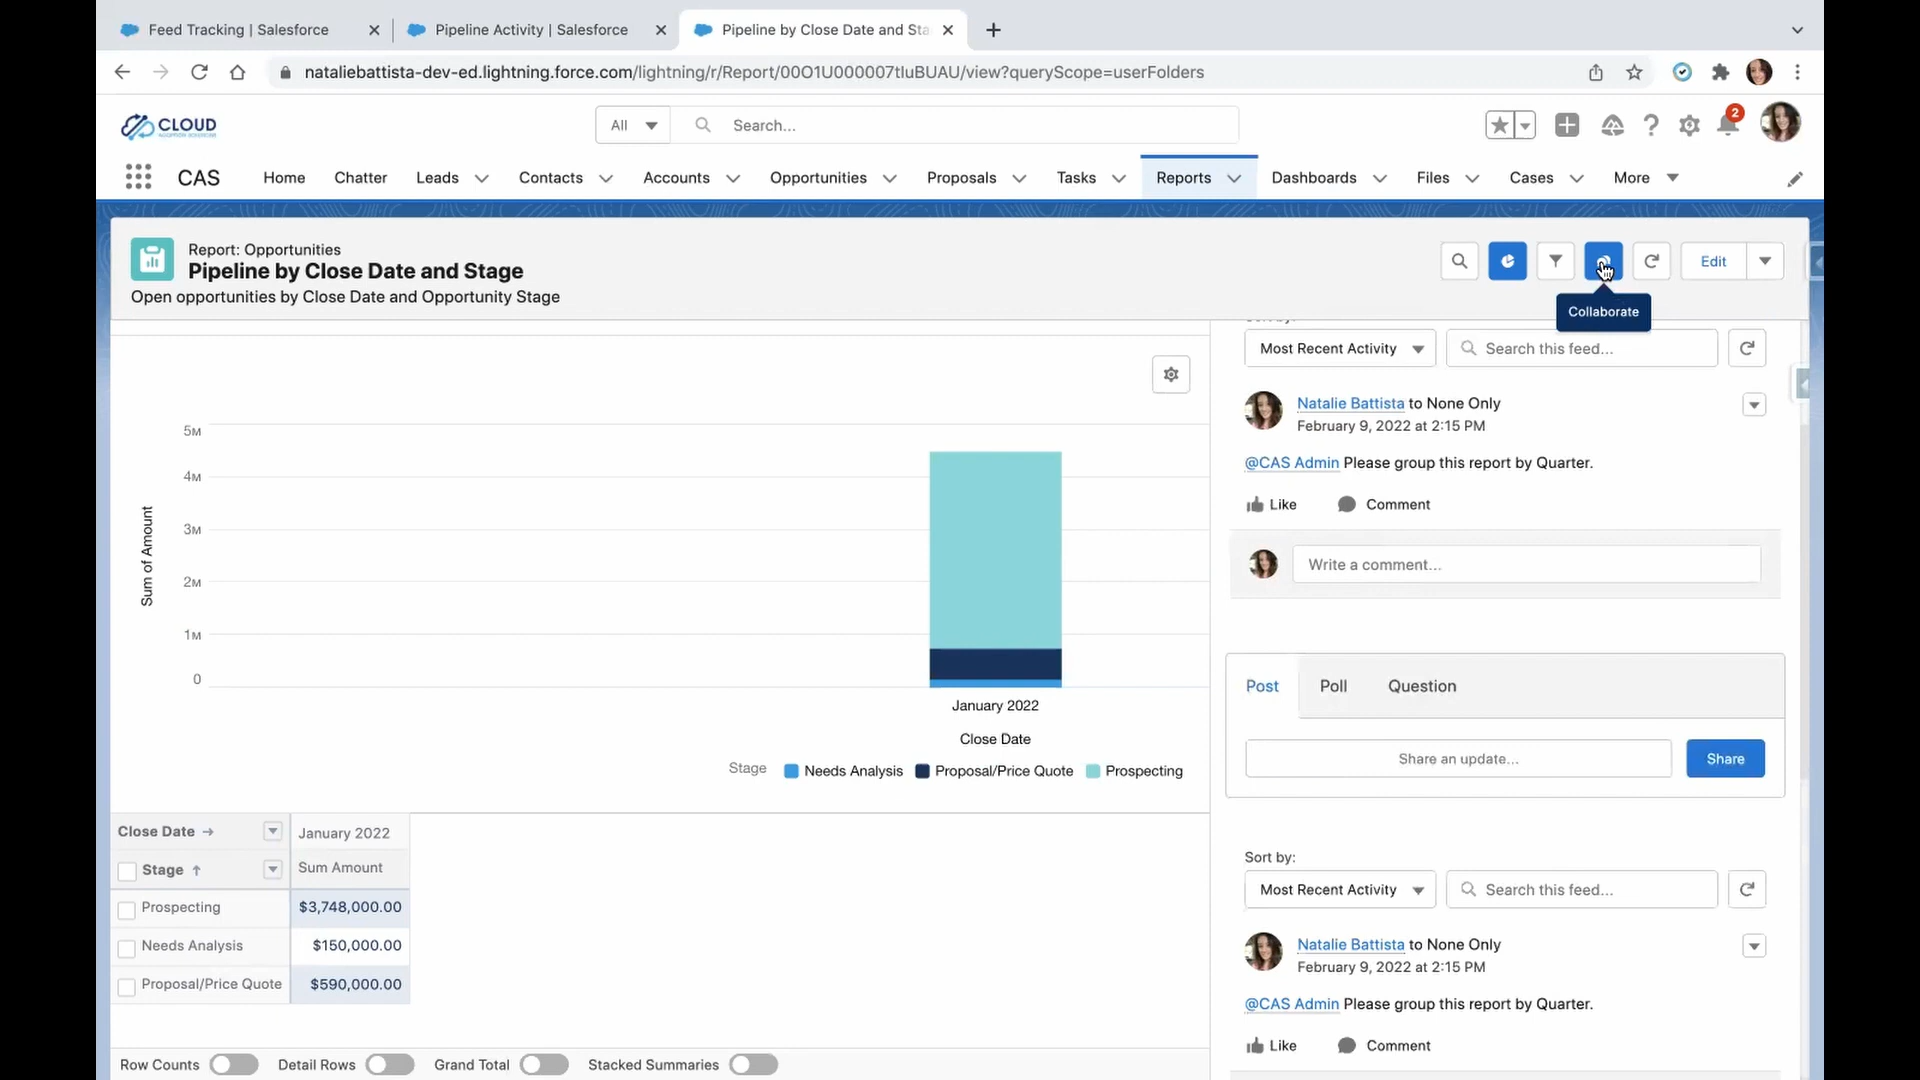 Feed Tracking | Salesforce
Pipeline Activity | Salesforce
Pipeline by Close Date and Sta
nataliebattista-dev-ed.lightning.force.com/lightning/r/Report/00O1U000007tIuBUAU/view?queryScope=userFolders
CLOUD
All
Search...
2
CAS
Home
Chatter
Leads
Contacts
Accounts
Opportunities
Proposals
Tasks
Reports
Dashboards
Files
Cases
More
Report: Opportunities
Pipeline by Close Date and Stage
Open opportunities by Close Date and Opportunity Stage
Edit
Collaborate
Most Recent Activity
Search this feed...
Natalie Battista to None Only
February 9, 2022 at 2:15 PM
@CAS Admin Please group this report by Quarter.
Like
Comment
Write a comment...
Post
Poll
Question
Share an update...
Share
Sort by:
Most Recent Activity
Search this feed...
Natalie Battista to None Only
February 9, 2022 at 2:15 PM
@CAS Admin Please group this report by Quarter.
Like
Comment
Sum of Amount
5M
4M
3M
2M
1M
0
January 2022
Close Date
Stage
Needs Analysis
Proposal/Price Quote
Prospecting
Close Date
January 2022
Stage
Sum Amount
Prospecting
$3,748,000.00
Needs Analysis
$150,000.00
Proposal/Price Quote
$590,000.00
Row Counts
Detail Rows
Grand Total
Stacked Summaries